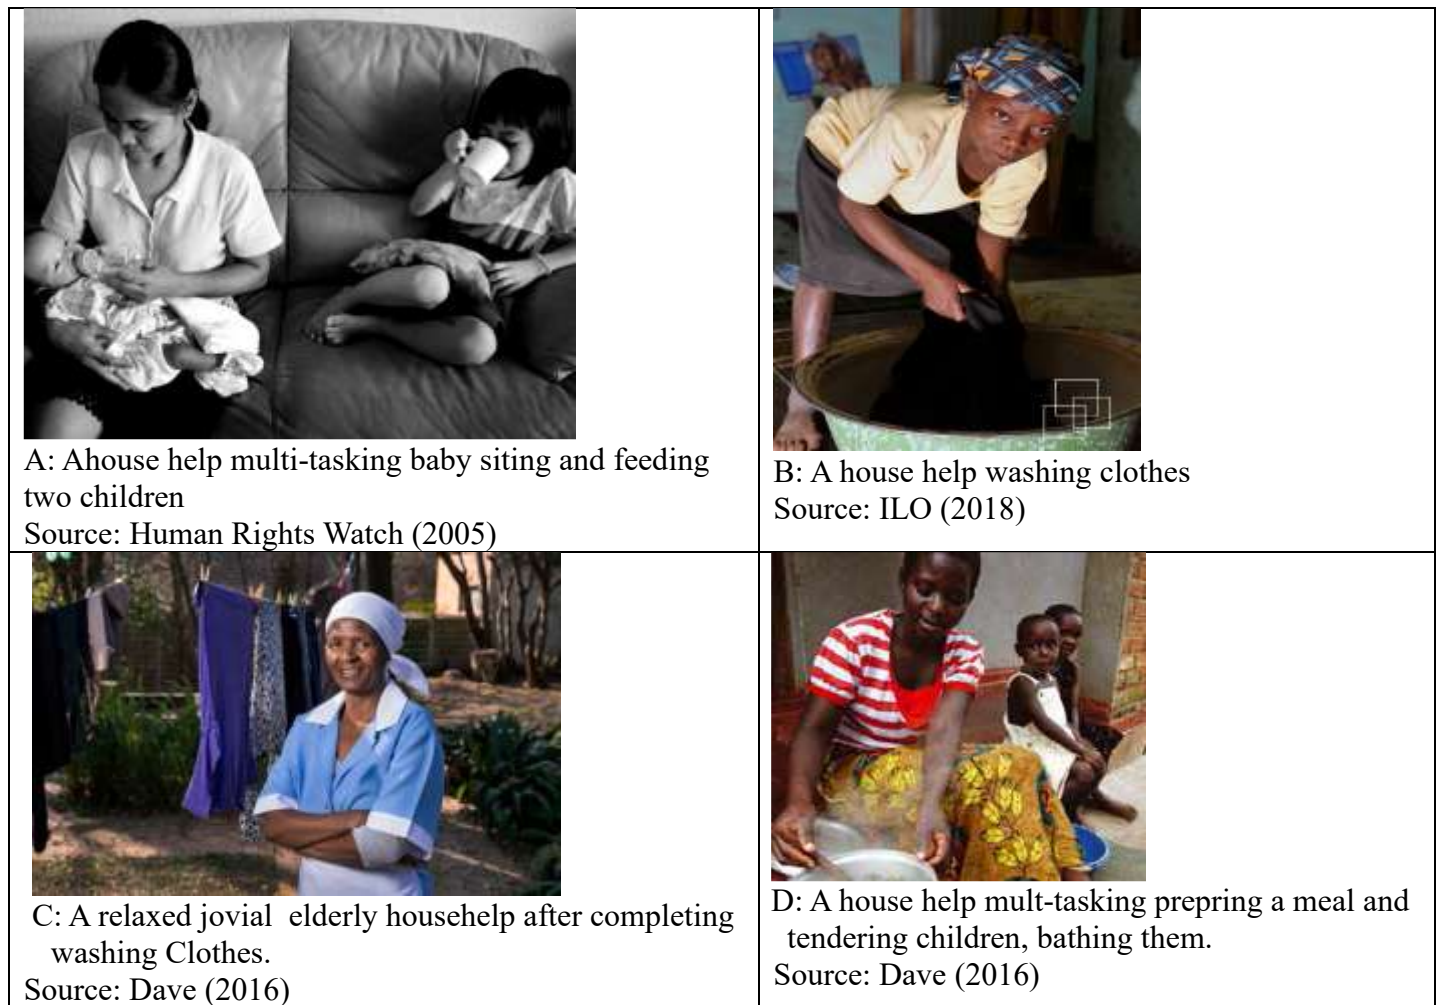 A: Ahouse help multi-tasking baby siting and feeding
two children
Source: Human Rights Watch (2005)
B: A house help washing clothes
Source: ILO (2018)
C: A relaxed jovial  elderly househelp after completing
washing Clothes.
Source: Dave (2016)
D: A house help mult-tasking prepring a meal and
tendering children, bathing them.
Source: Dave (2016)